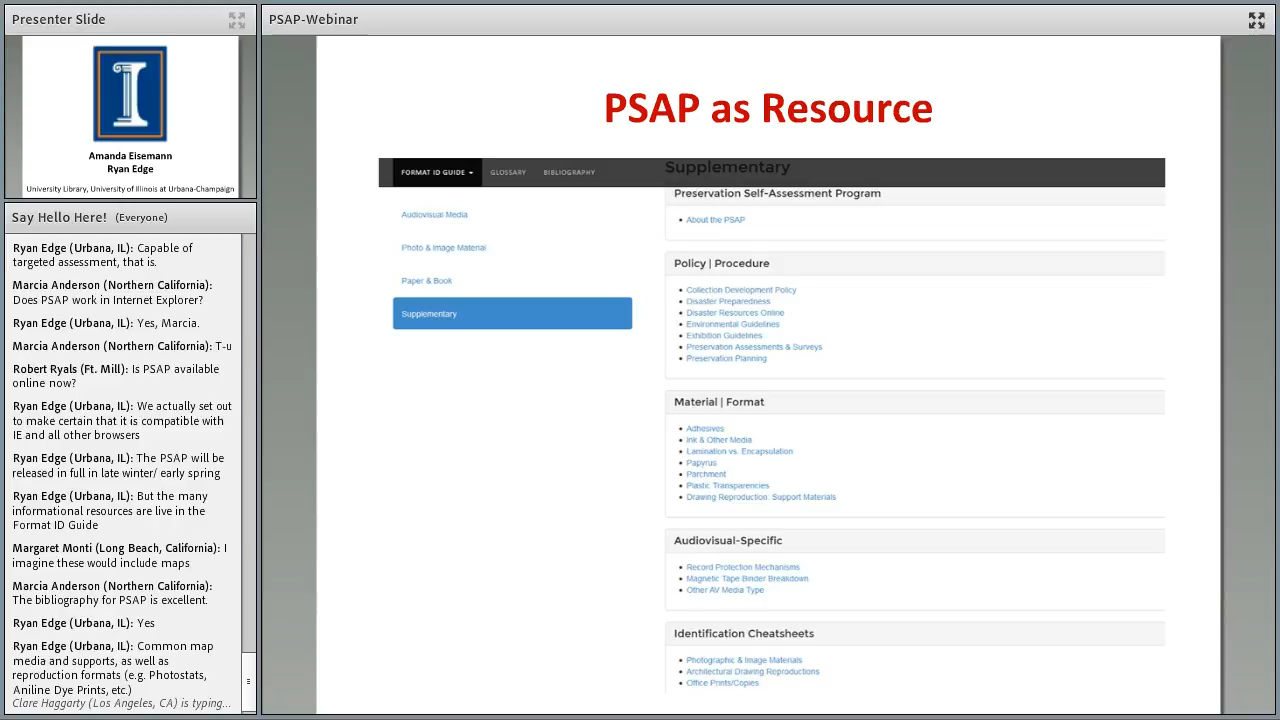 Presenter Slide
Amanda Eisemann
Ryan Edge
University Library, University of Illinois at Urbana-Champaign
Say Hello Here! (Everyone)
Ryan Edge (Urbana, IL): Capable of
targeted assessment, that is.
Marcia Anderson (Northern California):
Does PSAP work in Internet Explorer?
Ryan Edge (Urbana, IL): Yes, Marcia.
Marcia Anderson (Northern California): T-u
Robert Rials (Ft. Mill): Is PSAP available
online now?
Ryan Edge (Urbana, IL): We actually set out
to make certain that it is compatible with
IE and all other browsers
Ryan Edge (Urbana, IL): The PSAP will be
released in full in late winter/ early spring
Ryan Edge (Urbana, IL): But the many
informational resources are live in the
Format ID Guide
Margaret Monti (Long Beach, California): I
imagine these would include maps
Marcia Anderson (Northern California):
The bibliography for PSAP is excellent.
Ryan Edge (Urbana, IL): Yes
Ryan Edge (Urbana, IL): Common map
media and supports, as well as
(e.g. Photostats,
Dye Prints, etc.)
Clare Haggarty (Los Angeles, CA) is typing...
PSAP-Webinar
PSAP as Resource
FORMAT ID GUIDE GLOSSARY BIBLIOGRAPHY
Audiovisual Media
Photo & Image Material
Paper & Book
Supplementary
Supplementary
Preservation Self-Assessment Program
About the PSAP
Policy | Procedure
Collection Development Policy
Disaster Preparedness
Disaster Resources Online
Environmental Guidelines
Exhibition Guidelines
Preservation Assessments & Surveys
Preservation Planning
Material | Format
Adhesives
Ink & Other Media
Lamination vs. Encapsulation
Papyrus
Parchment
Plastic Transparencies
Drawing Reproduction: Support Materials
Audiovisual-Specific
Record Protection Mechanisms
Magnetic Tape Binder Breakdown
Other AV Media Type
Identification Cheatsheets
Photographic & Image Materials
Architectural Drawing Reproductions
Office Prints/Copies